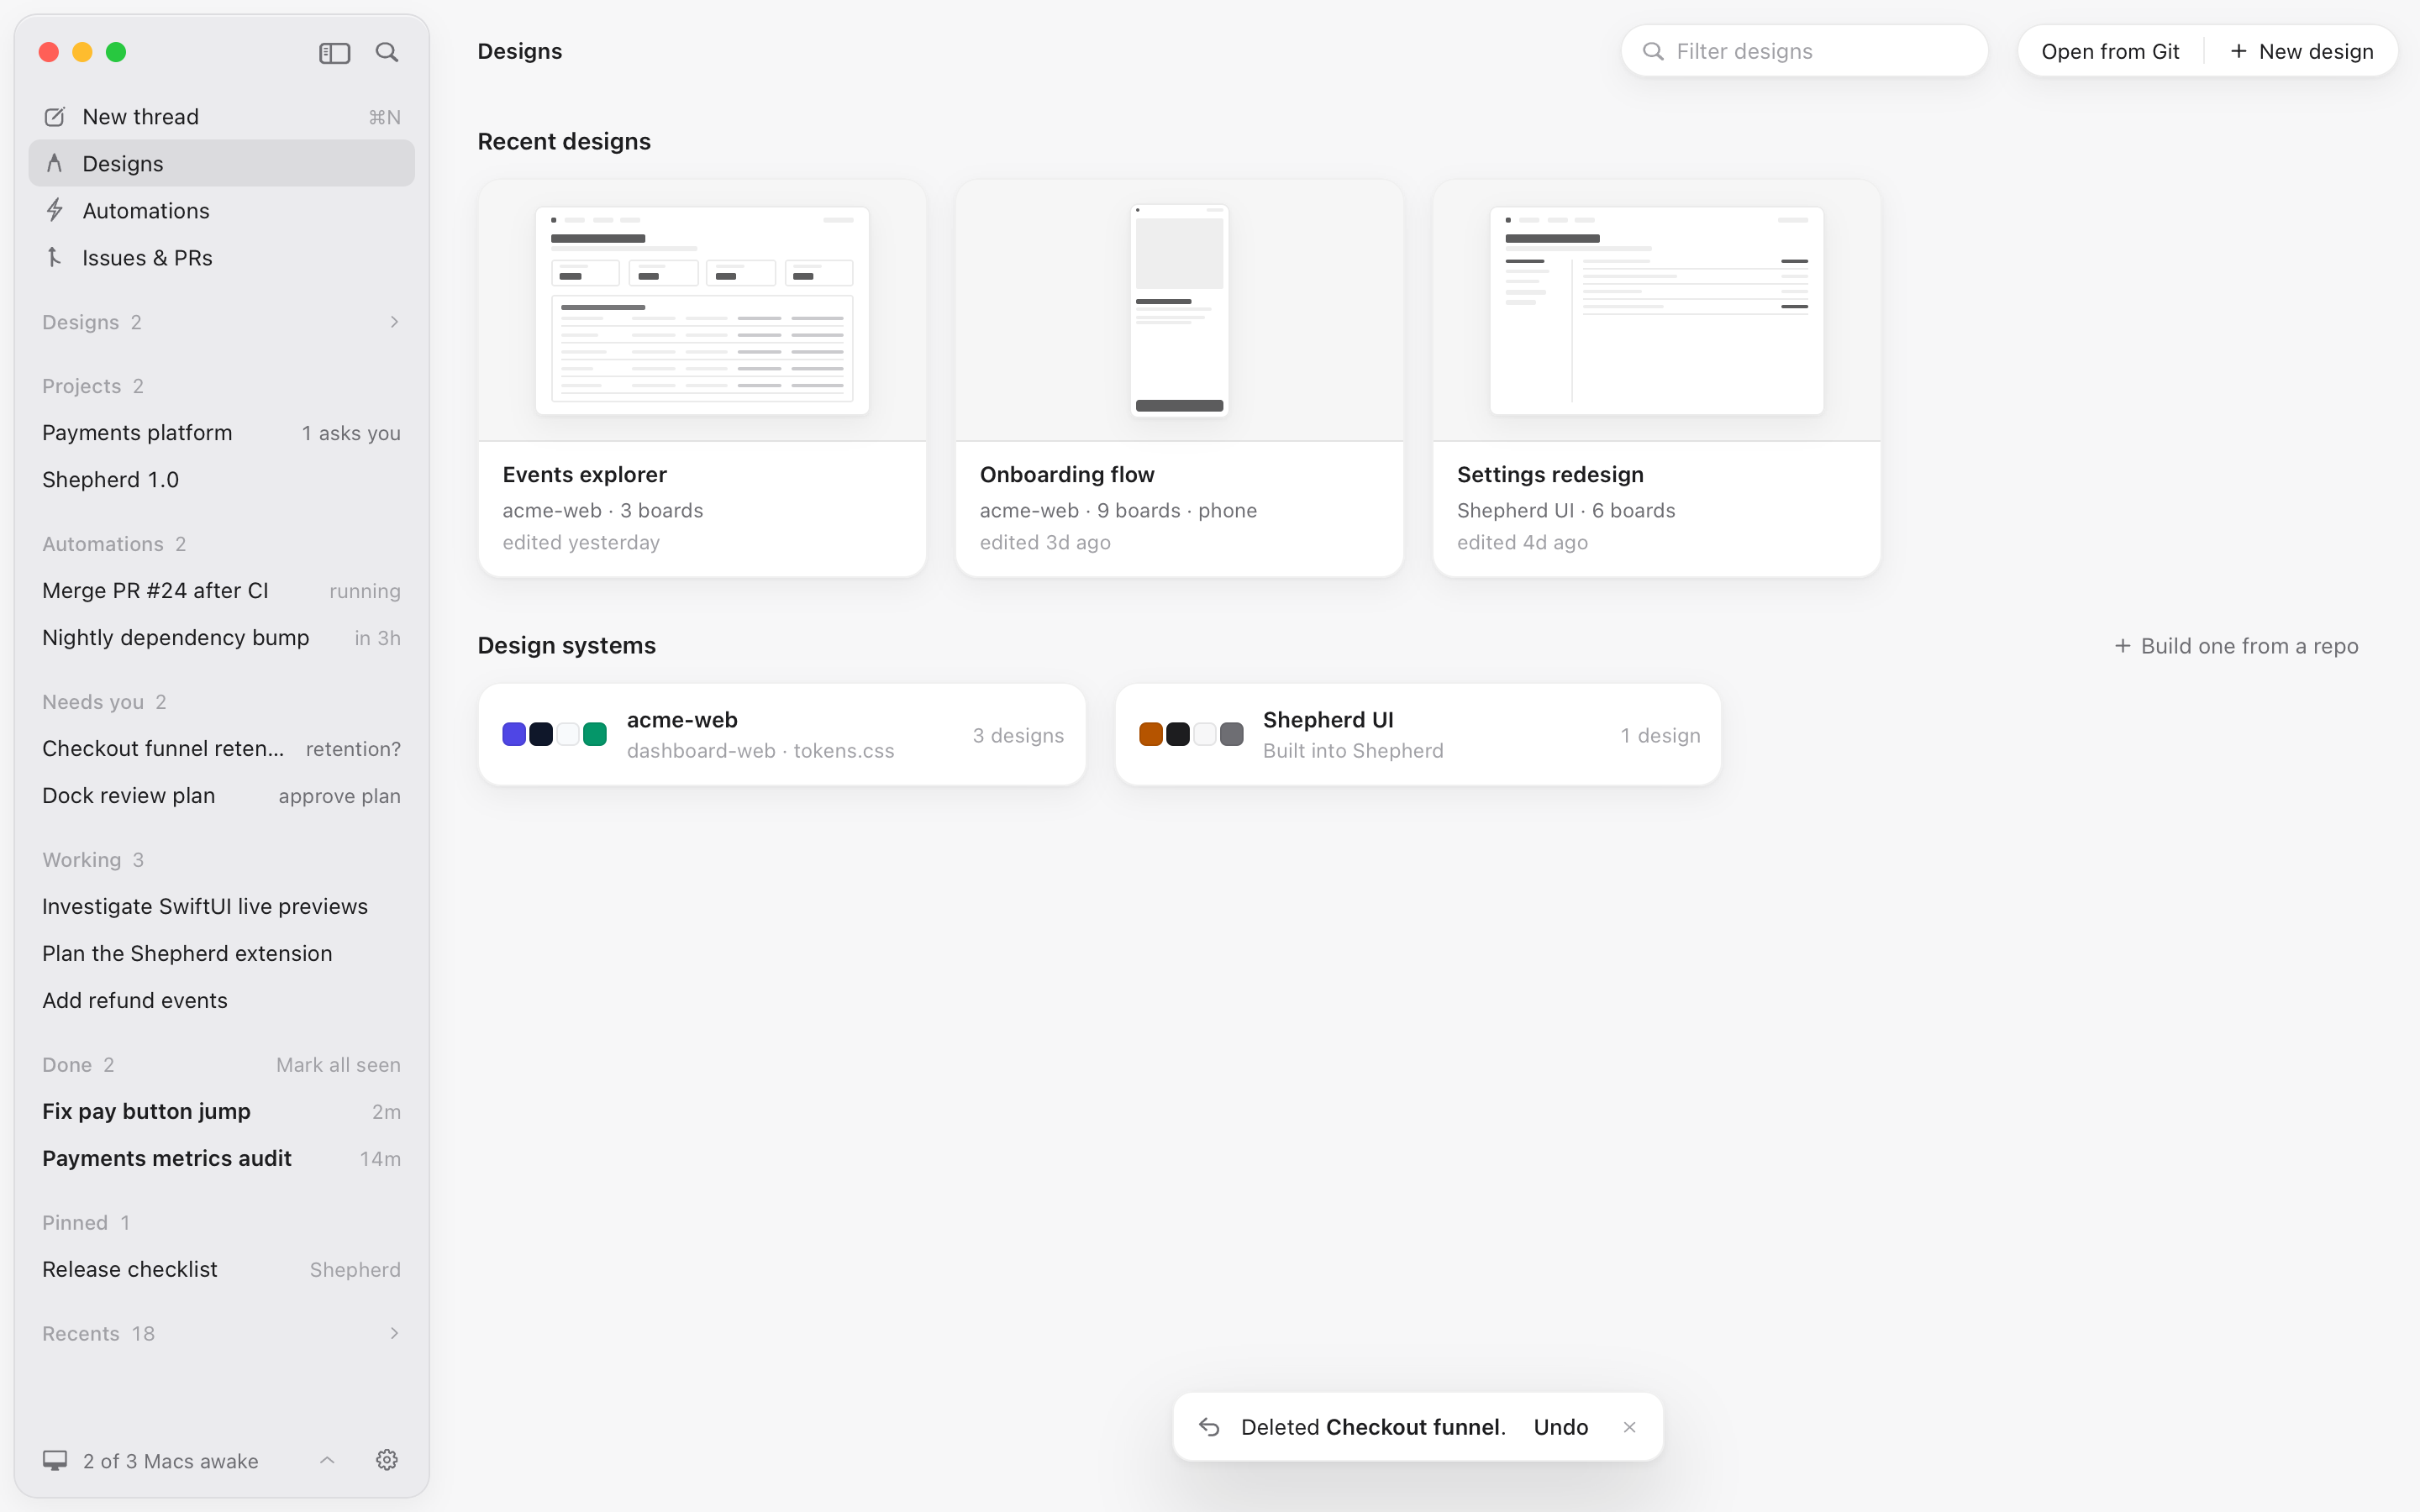 New thread ⌘N
Designs
Automations
Issues & PRs
Designs 2
Projects 2
Payments platform 1 asks you
Shepherd 1.0
Automations 2
Merge PR #24 after CI running
Nightly dependency bump in 3h
Needs you 2
Checkout funnel reten... retention?
Dock review plan approve plan
Working 3
Investigate SwiftUI live previews
Plan the Shepherd extension
Add refund events
Done 2 Mark all seen
Fix pay button jump 2m
Payments metrics audit 14m
Pinned 1
Release checklist Shepherd
Recents 18
2 of 3 Macs awake
Designs
Filter designs
Open from Git
New design
Recent designs
Events explorer
acme-web · 3 boards
edited yesterday
Onboarding flow
acme-web · 9 boards · phone
edited 3d ago
Settings redesign
Shepherd UI · 6 boards
edited 4d ago
Design systems
Build one from a repo
acme-web
dashboard-web · tokens.css
3 designs
Shepherd UI
Built into Shepherd
1 design
Deleted Checkout funnel. Undo